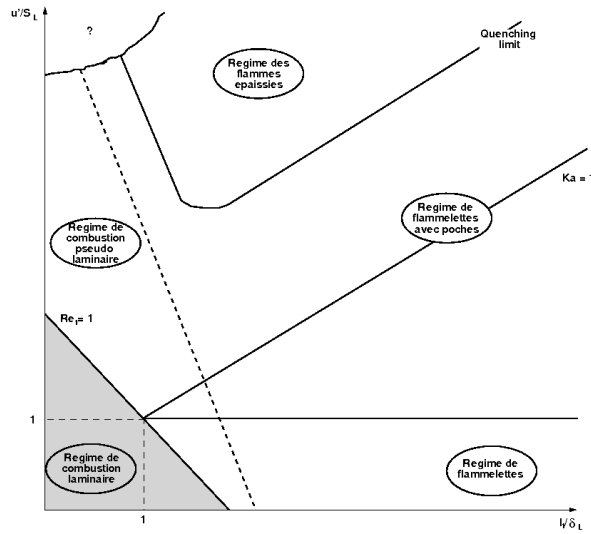 u'/S L
?
Regime des
flammes
epaissies
Quenching
limit
Ka = 1
Regime de
flammelettes
avec poches
Regime de
combustion
pseudo
laminaire
Re t = 1
1
Regime de
combustion
laminaire
Regime de
flammelettes
1
l t/δ L